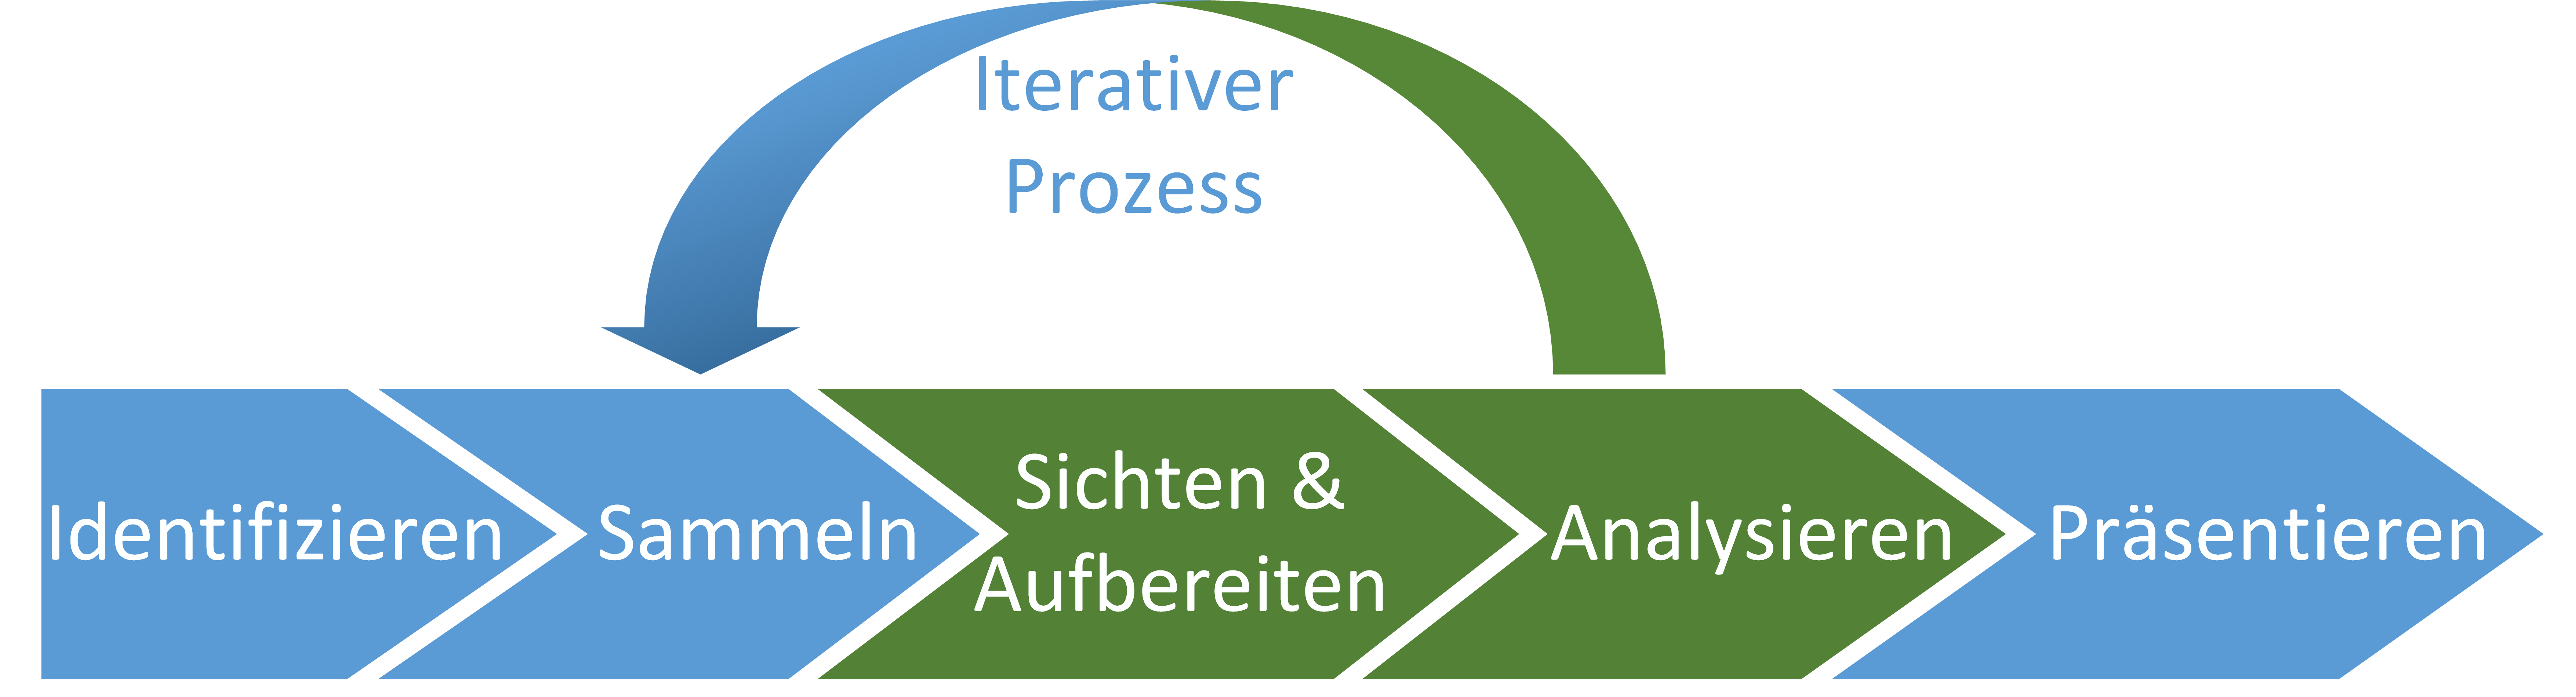 Iterativer
Prozess
Identifizieren
Sammeln
Sichten &
Aufbereiten
Analysieren
Präsentieren